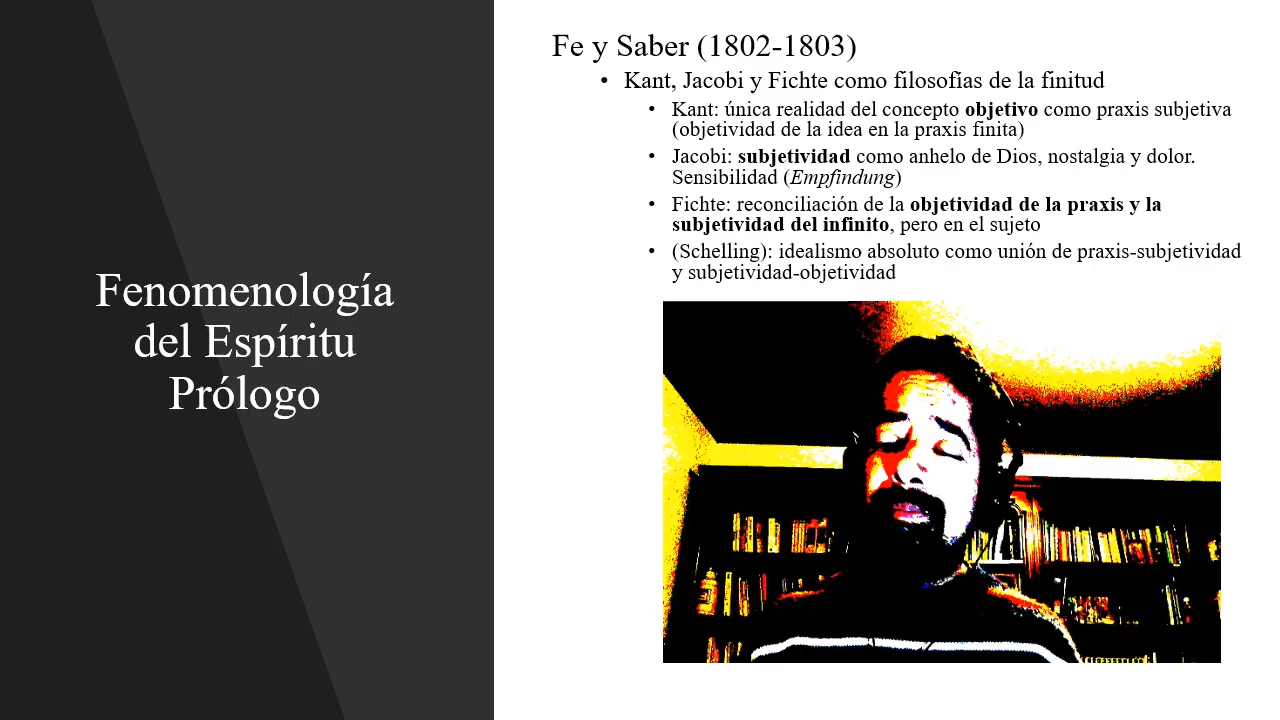 Fenomenología
del Espíritu
Prólogo
Fe y Saber (1802-1803)
• Kant, Jacobi y Fichte como filosofías de la finitud
• Kant: única realidad del concepto objetivo como praxis subjetiva
(objetividad de la idea en la praxis finita)
• Jacobi: subjetividad como anhelo de Dios, nostalgia y dolor.
Sensibilidad (Empfindung)
• Fichte: reconciliación de la objetividad de la praxis y la
subjetividad del infinito, pero en el sujeto
• (Schelling): idealismo absoluto como unión de praxis-subjetividad
y subjetividad-objetividad